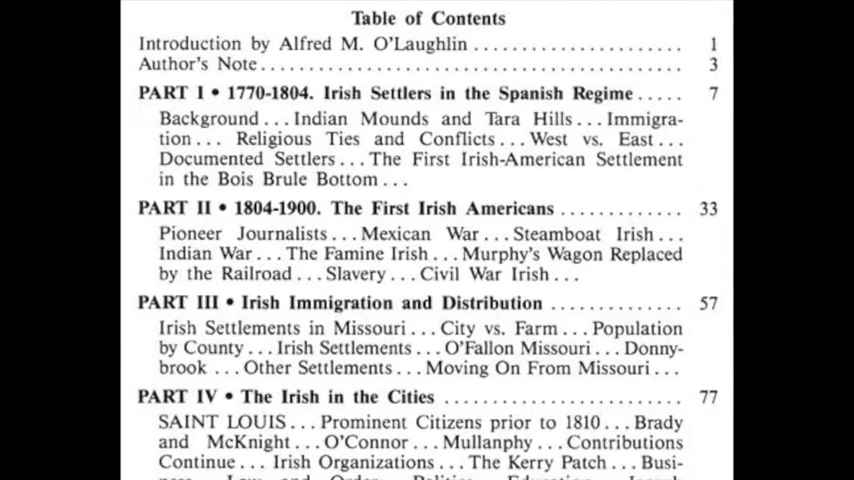 Table of Contents
Introduction by Alfred M. O'Laughlin ....................... 1
Author's Note ............................................ 3
PART I • 1770-1804. Irish Settlers in the Spanish Regime ..... 7
Background ... Indian Mounds and Tara Hills ... Immigra-
tion ... Religious Ties and Conflicts ... West vs. East ...
Documented Settlers ... The First Irish-American Settlement
in the Bois Brule Bottom ...
PART II • 1804-1900. The First Irish Americans ............. 33
Pioneer Journalists ... Mexican War ... Steamboat Irish ...
Indian War ... The Famine Irish ... Murphy's Wagon Replaced
by the Railroad ... Slavery ... Civil War Irish ...
PART III • Irish Immigration and Distribution .............. 57
Irish Settlements in Missouri ... City vs. Farm ... Population
by County ... Irish Settlements ... O'Fallon Missouri ... Donny-
brook ... Other Settlements ... Moving On From Missouri ...
PART IV • The Irish in the Cities .......................... 77
SAINT LOUIS ... Prominent Citizens prior to 1810 ... Brady
and McKnight ... O'Connor ... Mullanphy ... Contributions
Continue ... Irish Organizations ... The Kerry Patch ... Busi-